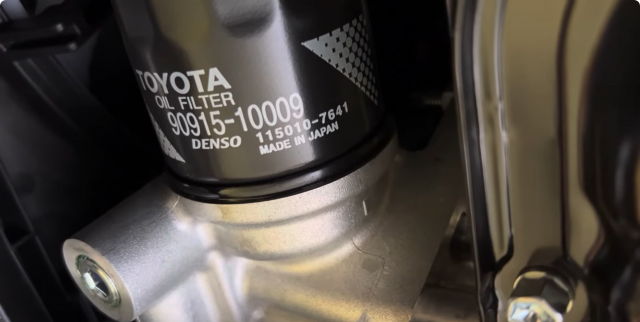 TOYOTA
OIL FILTER
90915-10009
DENSO 115010-7641
MADE IN JAPAN